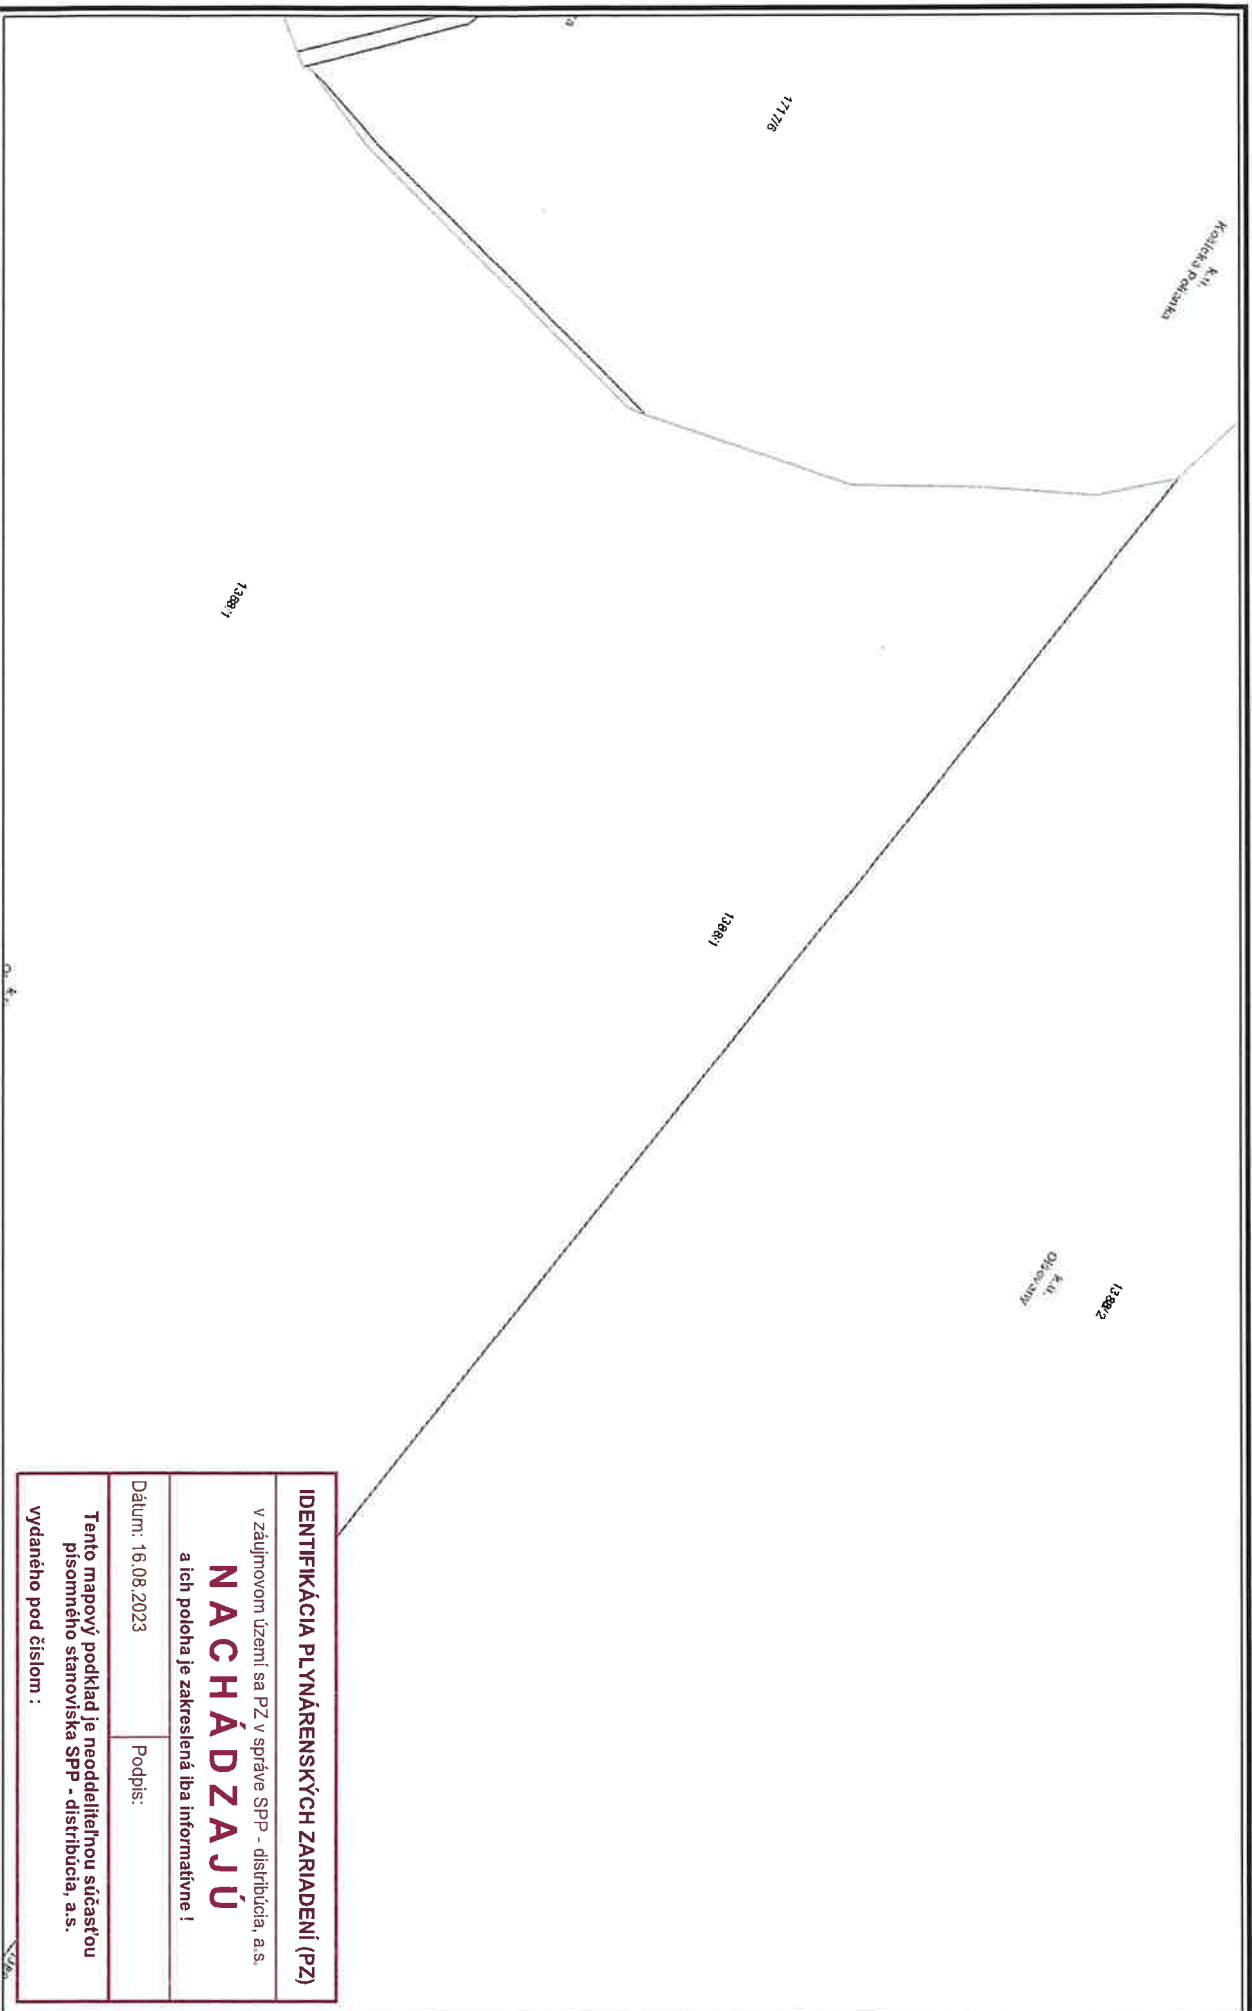 1717/6
k.ú.
Košická Polianka
1388/1
1388/1
k.ú.
Olšovany
1388/2
IDENTIFIKÁCIA PLYNÁRENSKÝCH ZARIADENÍ (PZ)
v záujmovom území sa PZ v správe SPP - distribúcia, a.s.
NACHÁDZAJÚ
a ich poloha je zakreslená iba informatívne !
Dátum: 16.08.2023
Podpis:
Tento mapový podklad je neoddeliteľnou súčasťou
písomného stanoviska SPP - distribúcia, a.s.
vydaného pod číslom :